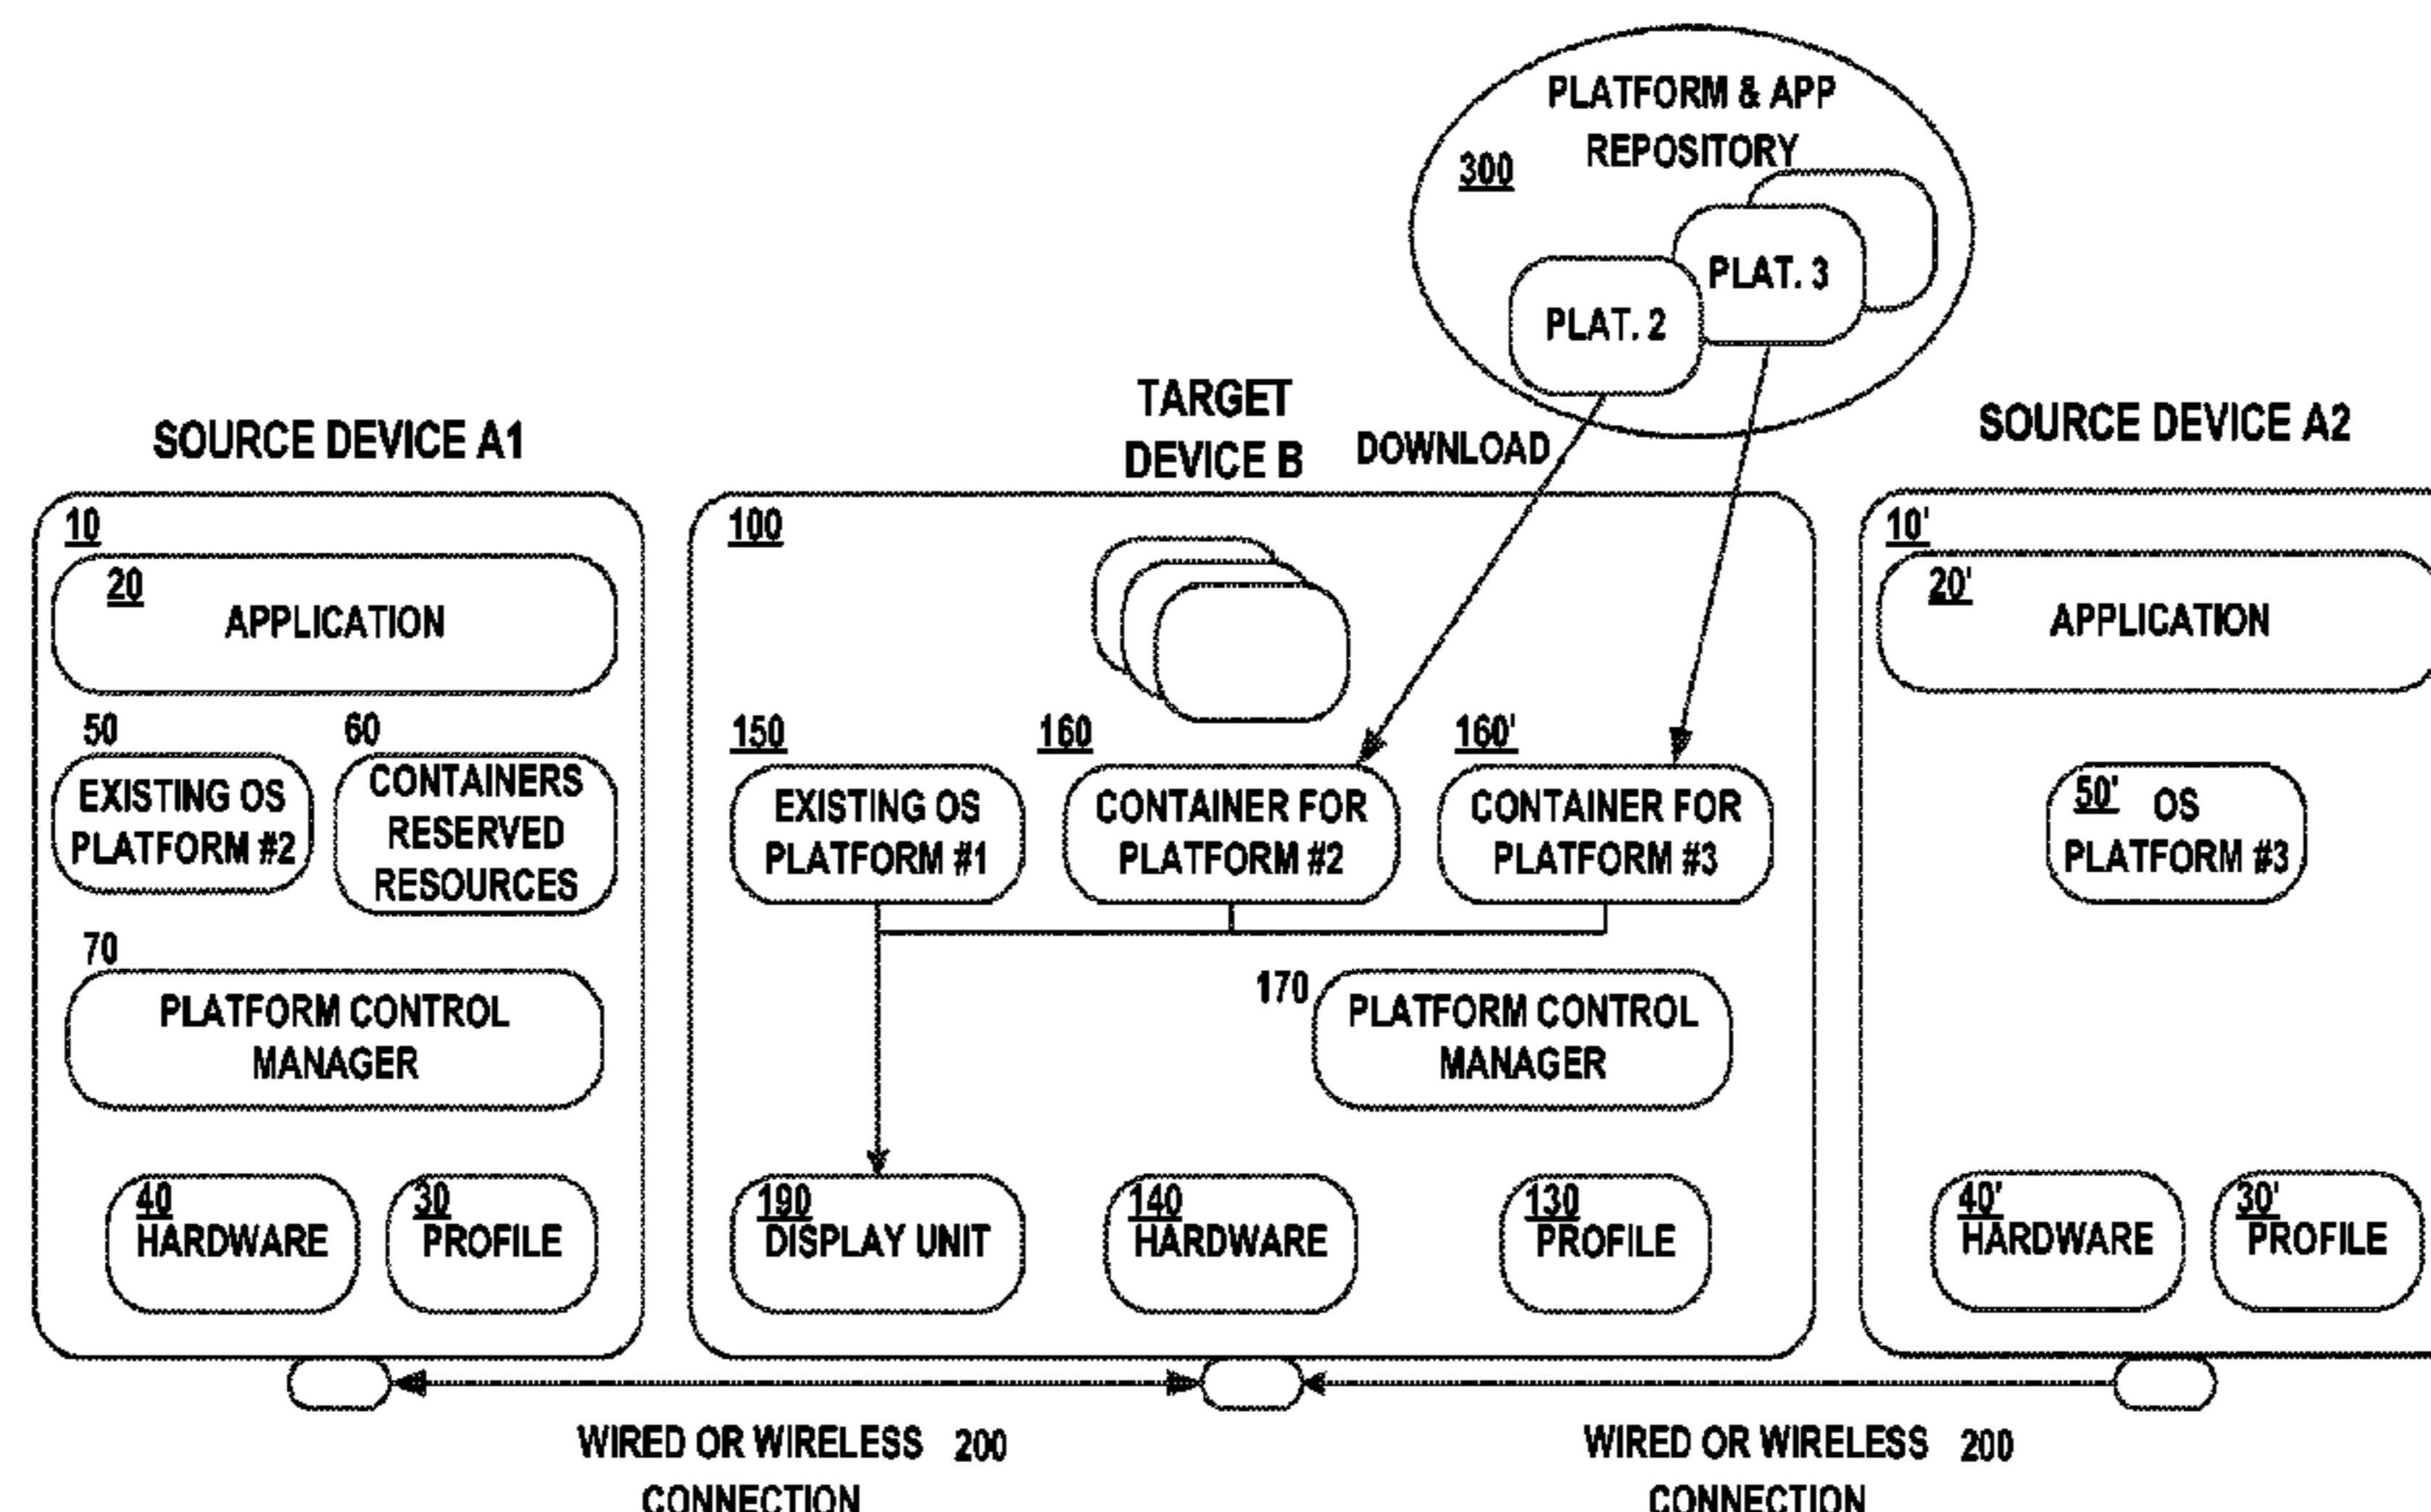 PLATFORM & APP
REPOSITORY
300
PLAT. 3
PLAT. 2
DOWNLOAD
SOURCE DEVICE A1
10
20
APPLICATION
50
EXISTING OS
PLATFORM #2
60
CONTAINERS
RESERVED
RESOURCES
70
PLATFORM CONTROL
MANAGER
40
HARDWARE
30
PROFILE
TARGET
DEVICE B
100
150
EXISTING OS
PLATFORM #1
160
CONTAINER FOR
PLATFORM #2
160'
CONTAINER FOR
PLATFORM #3
170
PLATFORM CONTROL
MANAGER
190
DISPLAY UNIT
140
HARDWARE
130
PROFILE
SOURCE DEVICE A2
10'
20'
APPLICATION
50' OS
PLATFORM #3
40'
HARDWARE
30'
PROFILE
WIRED OR WIRELESS 200
CONNECTION
WIRED OR WIRELESS 200
CONNECTION